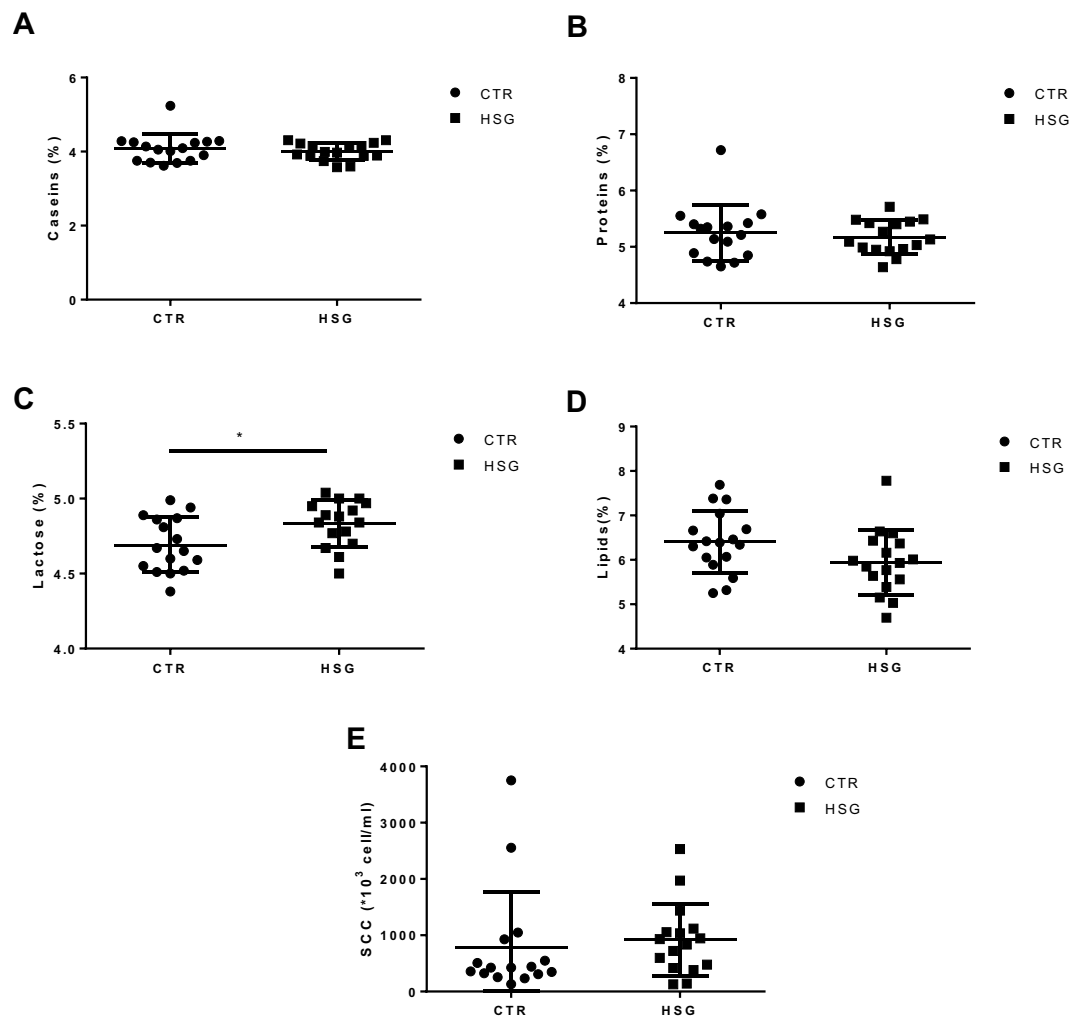 A
Caseins (%)
6
4
2
0
CTR
HSG
CTR
HSG
B
Proteins (%)
8
7
6
5
4
CTR
HSG
CTR
HSG
C
Lactose (%)
5.5
5.0
4.5
4.0
*
CTR
HSG
CTR
HSG
D
Lipids(%)
9
8
7
6
5
4
CTR
HSG
CTR
HSG
E
SCC (*10³ cell/ml)
4000
3000
2000
1000
0
CTR
HSG
CTR
HSG